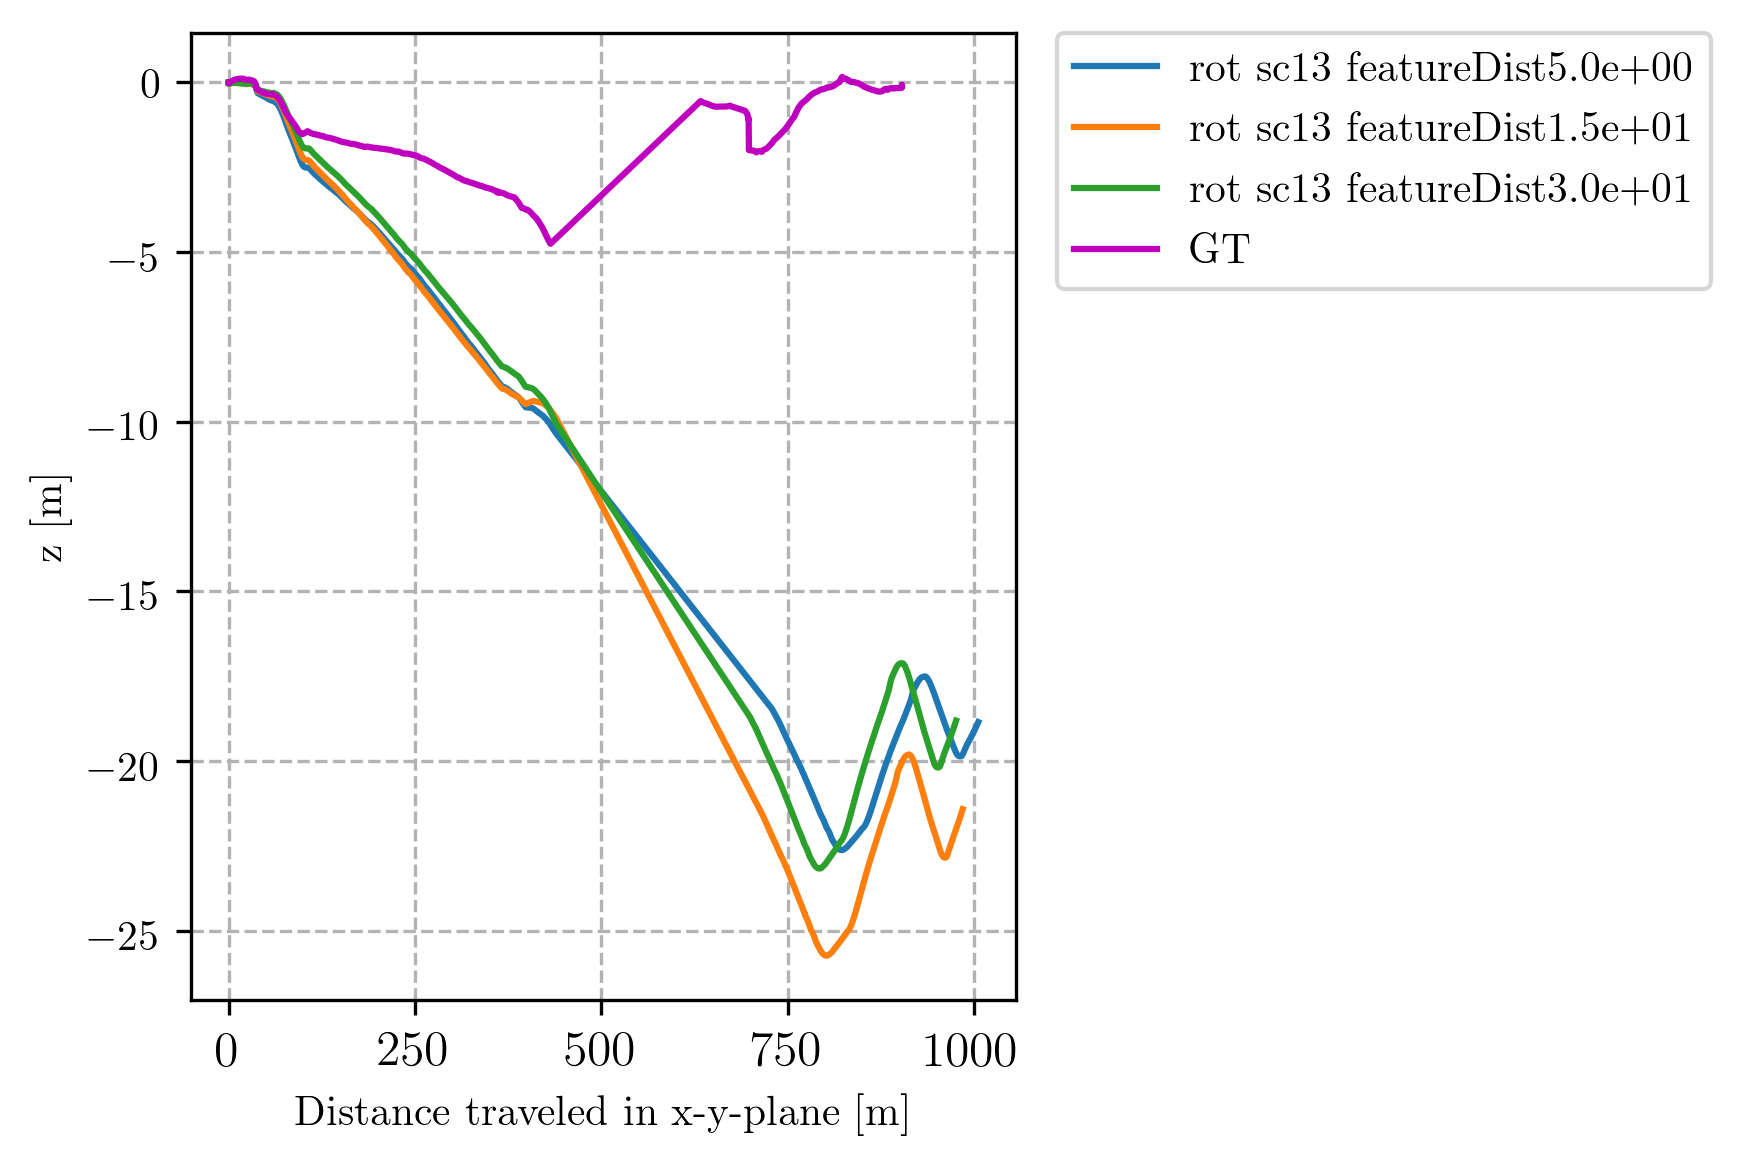 rot sc13 featureDist5.0e+00
rot sc13 featureDist1.5e+01
rot sc13 featureDist3.0e+01
GT
0
−5
−10
−15
−20
−25
z [m]
0 250 500 750 1000
Distance traveled in x-y-plane [m]